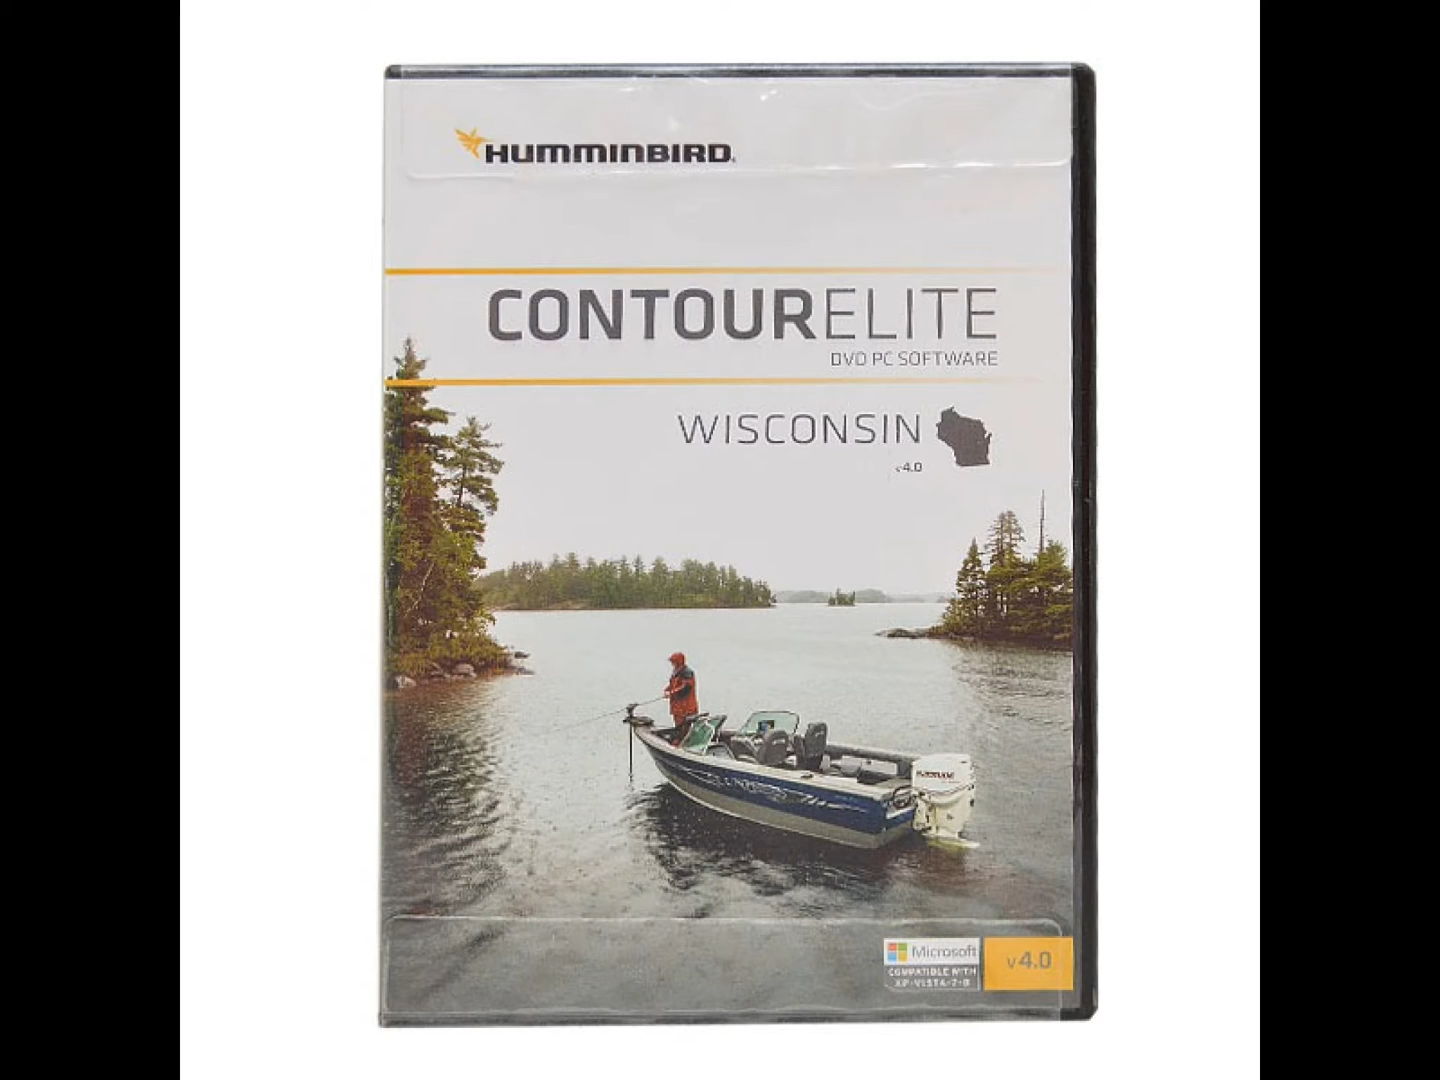 HUMMINBIRD
CONTOURELITE
DVD PC SOFTWARE
WISCONSIN
v4.0
Microsoft
COMPATIBLE WITH
XP-VISTA-7-8
v4.0